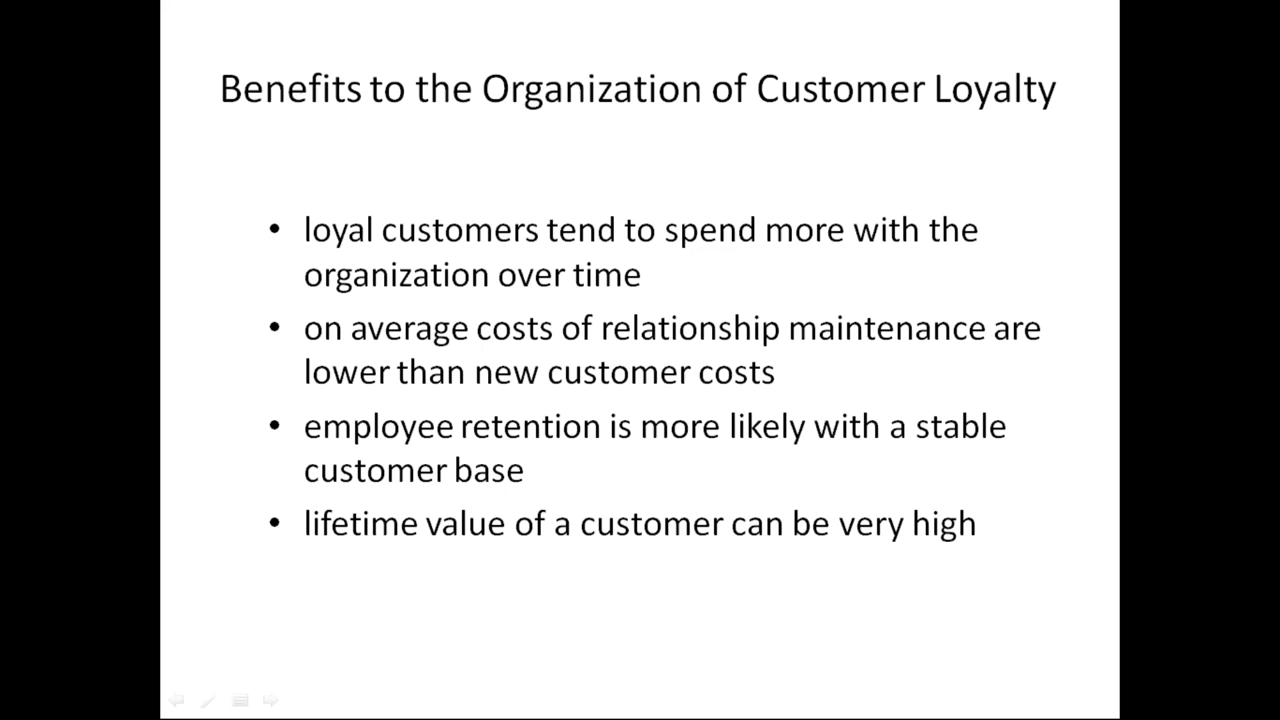 Benefits to the Organization of Customer Loyalty
• loyal customers tend to spend more with the
organization over time
• on average costs of relationship maintenance are
lower than new customer costs
• employee retention is more likely with a stable
customer base
• lifetime value of a customer can be very high